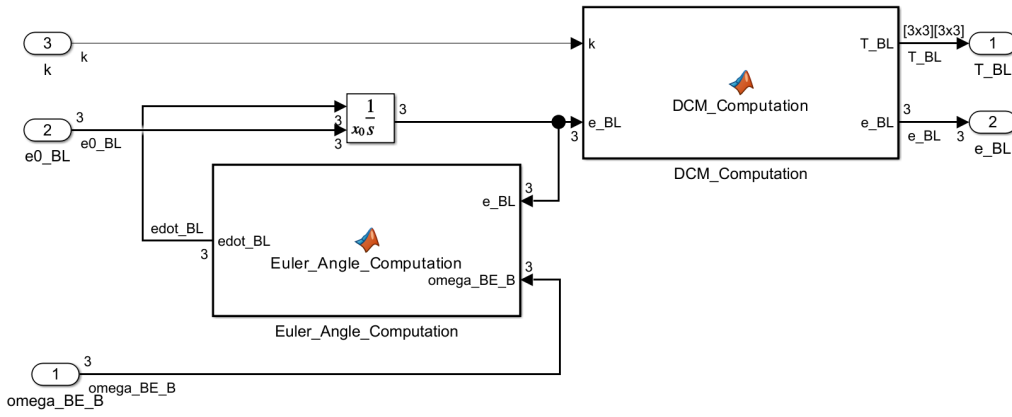 3
k
k
k
DCM_Computation
T_BL
[3x3][3x3]
T_BL
1
T_BL
2
e0_BL
3
e0_BL
1
x₀ s
3
3
3
3
e_BL
e_BL
3
e_BL
3
2
e_BL
DCM_Computation
e_BL
3
edot_BL
3
edot_BL
Euler_Angle_Computation
omega_BE_B
3
Euler_Angle_Computation
1
omega_BE_B
3
omega_BE_B